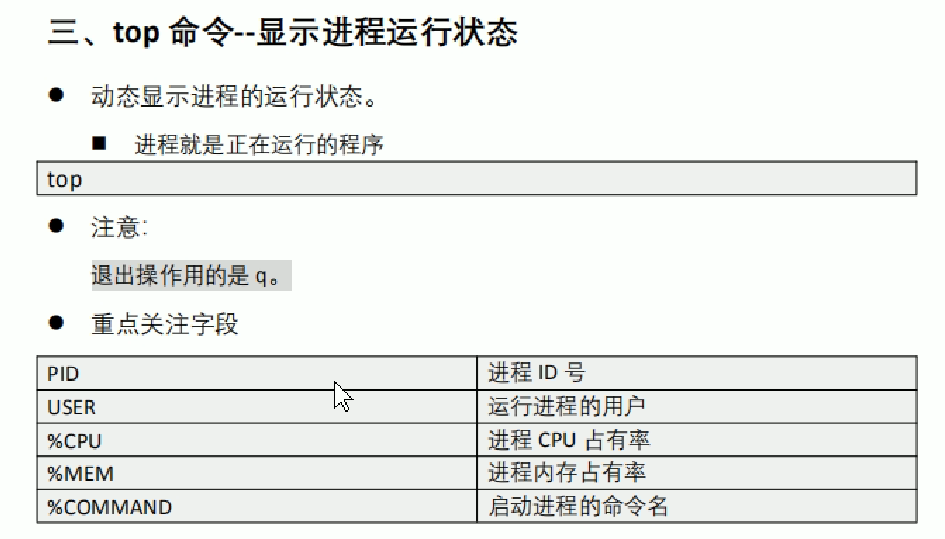 三、top 命令--显示进程运行状态
● 动态显示进程的运行状态。
■ 进程就是正在运行的程序
top
● 注意:
退出操作用的是 q。
● 重点关注字段
PID 进程 ID 号
USER 运行进程的用户
%CPU 进程 CPU 占有率
%MEM 进程内存占有率
%COMMAND 启动进程的命令名